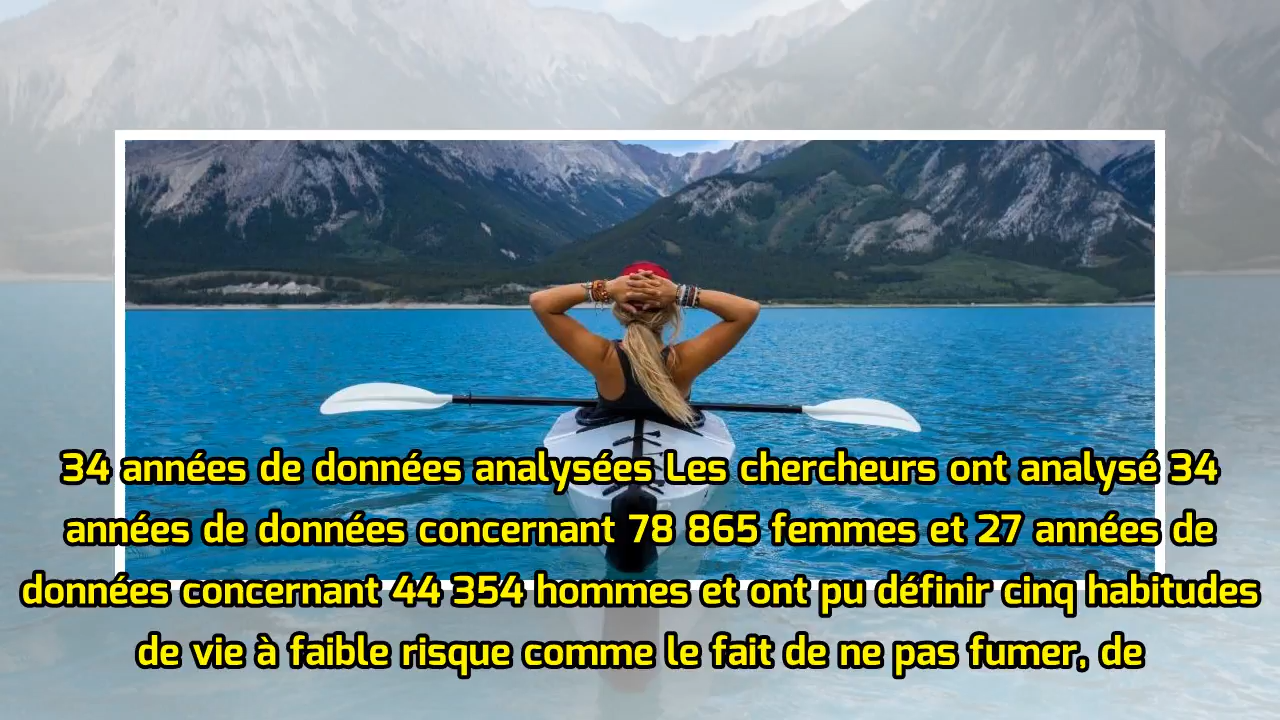 34 années de données analysées Les chercheurs ont analysé 34
années de données concernant 78 865 femmes et 27 années de
données concernant 44 354 hommes et ont pu définir cinq habitudes
de vie à faible risque comme le fait de ne pas fumer, de